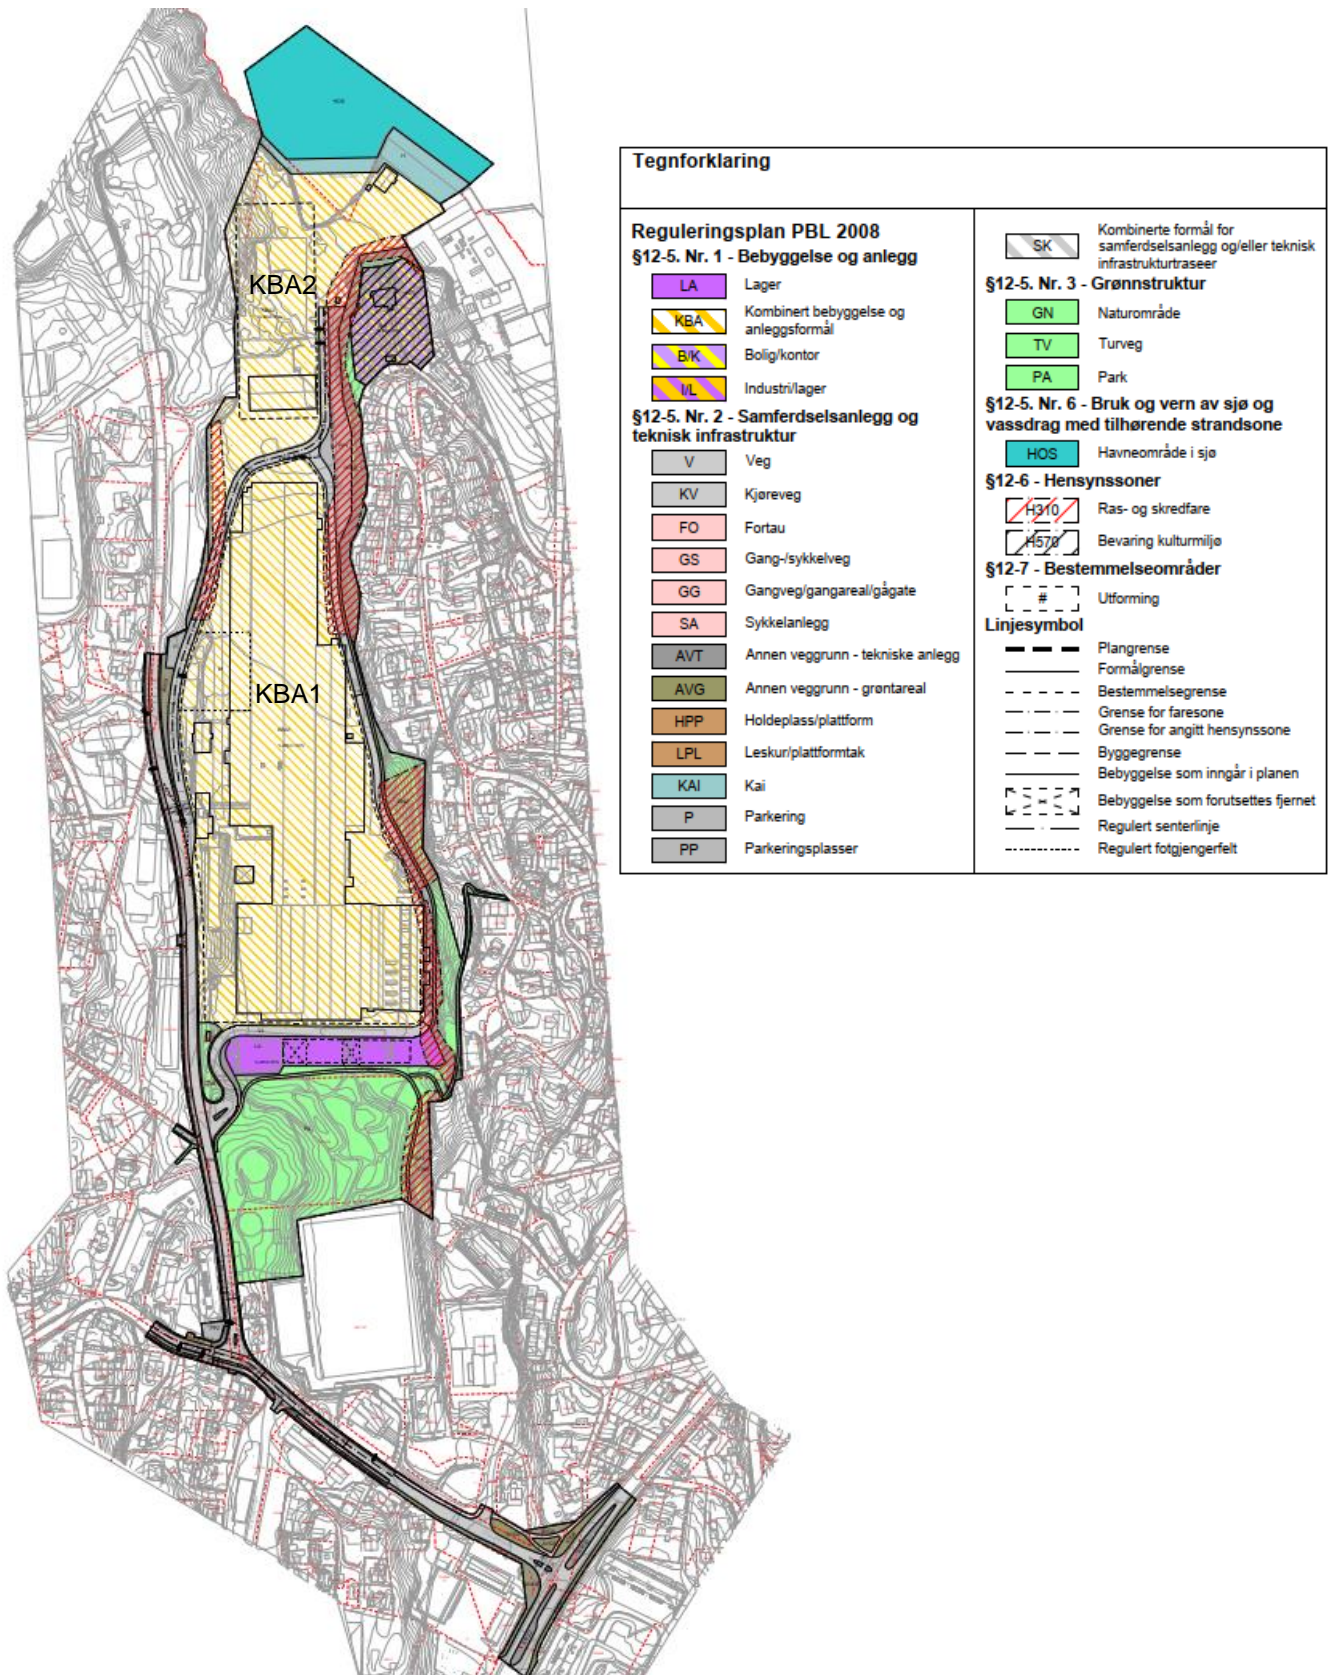 KBA2
KBA1
Tegnforklaring
Reguleringsplan PBL 2008
§12-5. Nr. 1 - Bebyggelse og anlegg
LA Lager
KBA Kombinert bebyggelse og
anleggsformål
B/K Bolig/kontor
I/L Industri/lager
§12-5. Nr. 2 - Samferdselsanlegg og
teknisk infrastruktur
V Veg
KV Kjøreveg
FO Fortau
GS Gang-/sykkelveg
GG Gangveg/gangareal/gågate
SA Sykkelanlegg
AVT Annen veggrunn - tekniske anlegg
AVG Annen veggrunn - grøntareal
HPP Holdeplass/plattform
LPL Leskur/plattformtak
KAI Kai
P Parkering
PP Parkeringsplasser
SK Kombinerte formål for
samferdselsanlegg og/eller teknisk
infrastrukturtraseer
§12-5. Nr. 3 - Grønnstruktur
GN Naturområde
TV Turveg
PA Park
§12-5. Nr. 6 - Bruk og vern av sjø og
vassdrag med tilhørende strandsone
HOS Havneområde i sjø
§12-6 - Hensynssoner
H310 Ras- og skredfare
H570 Bevaring kulturmiljø
§12-7 - Bestemmelseområder
# Utforming
Linjesymbol
Plangrense
Formålgrense
Bestemmelsegrense
Grense for faresone
Grense for angitt hensynssone
Byggegrense
Bebyggelse som inngår i planen
Bebyggelse som forutsettes fjernet
Regulert senterlinje
Regulert fotgjengerfelt